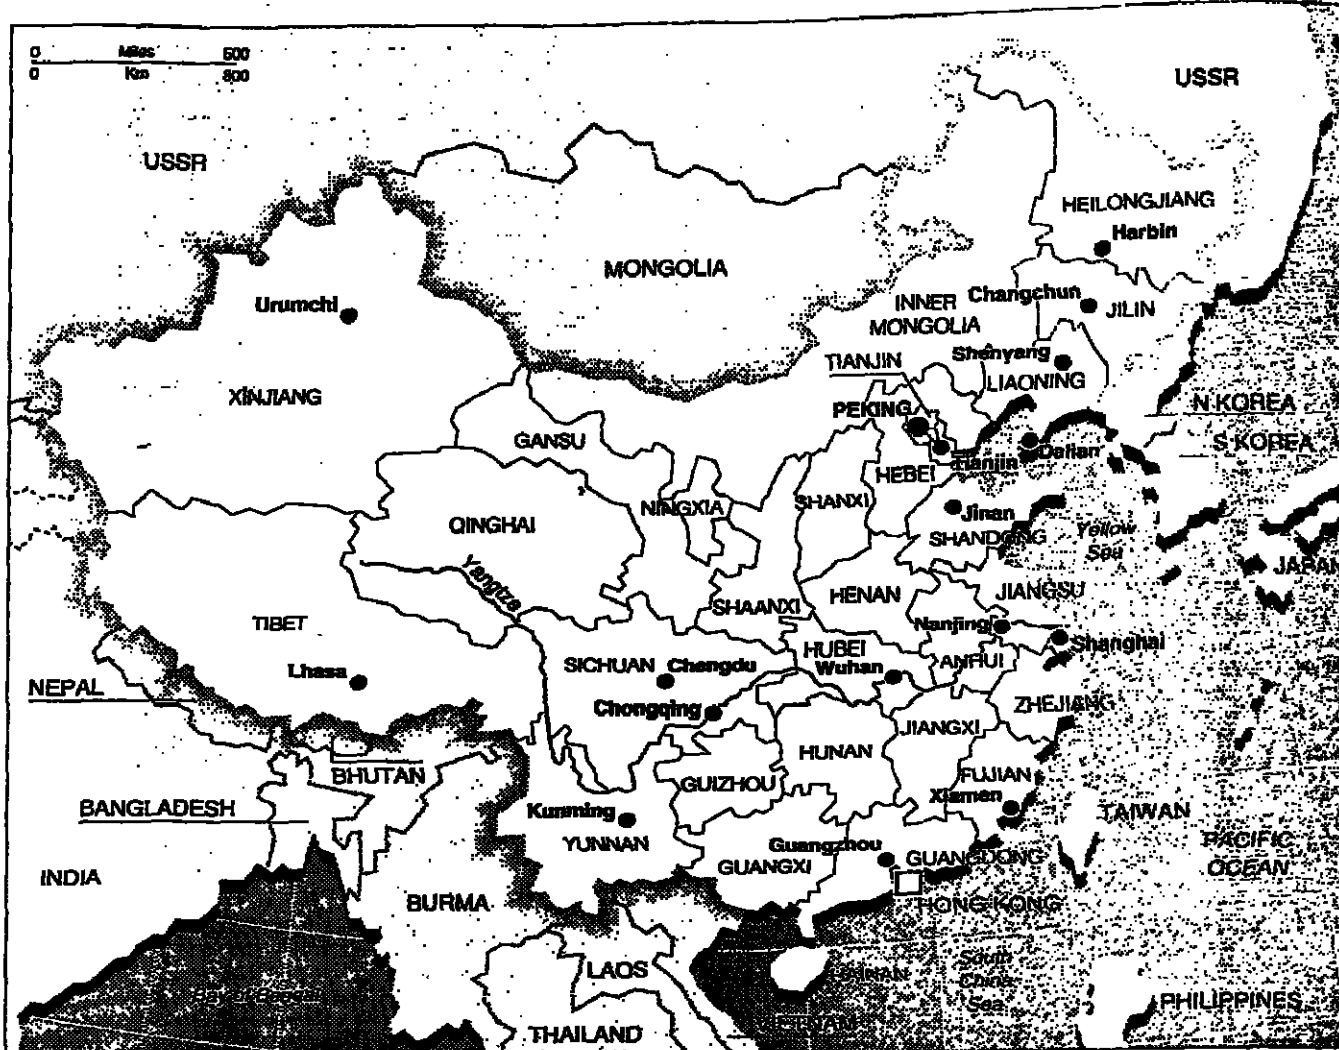 0 Miles 500
0 Km 800
USSR
USSR
HEILONGJIANG
Harbin
MONGOLIA
Urumchi
INNER
MONGOLIA
Changchun
JILIN
TIANJIN
Shenyang
LIAONING
XINJIANG
PEKING
N KOREA
GANSU
S KOREA
HEBEI
Tianjin
Dalian
NINGXIA
SHANXI
QINGHAI
Jinan
SHANDONG
Yellow
Sea
JAPAN
Yangtze
HENAN
JIANGSU
SHAANXI
TIBET
Nanjing
Shanghai
HUBEI
SICHUAN
Chengdu
Wuhan
ANHUI
Lhasa
NEPAL
Chongqing
ZHEJIANG
JIANGXI
HUNAN
BHUTAN
GUIZHOU
FUJIAN
Xiamen
BANGLADESH
Kunming
TAIWAN
YUNNAN
Guangzhou
PACIFIC
OCEAN
GUANGXI
GUANGDONG
INDIA
BURMA
HONG KONG
LAOS
South
China
Sea
Bay of Bengal
PHILIPPINES
THAILAND
VIETNAM